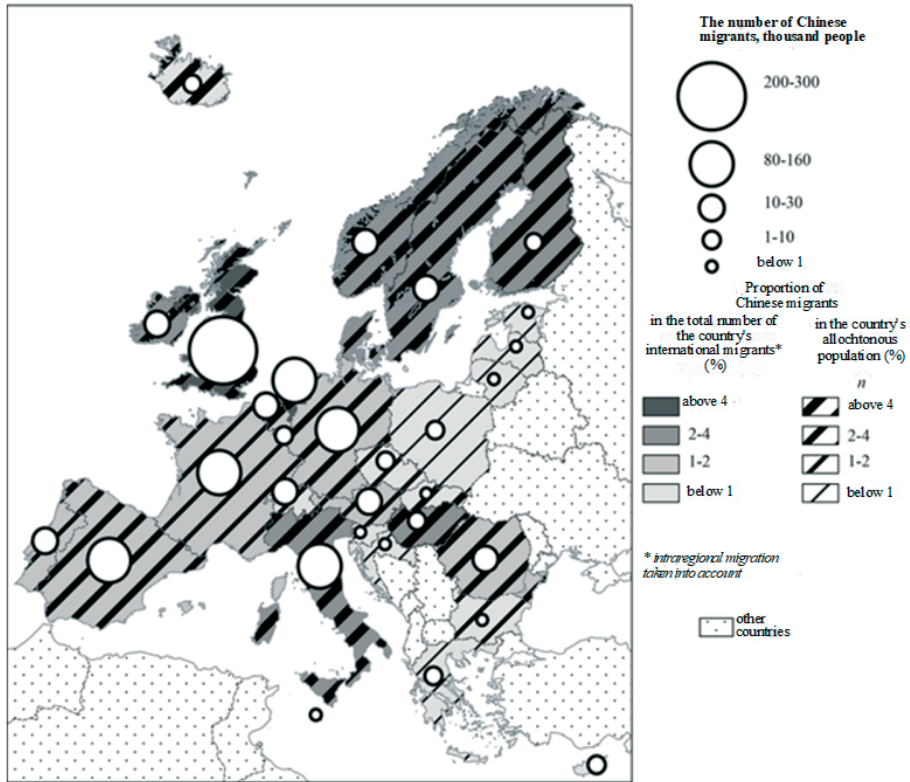 The number of Chinese
migrants, thousand people
200-300
80-160
10-30
1-10
below 1
Proportion of
Chinese migrants
in the total number of
the country's
international migrants*
(%)
above 4
2-4
1-2
below 1
in the country's
allochtonous
population (%)
n
above 4
2-4
1-2
below 1
* intraregional migration
taken into account
other
countries